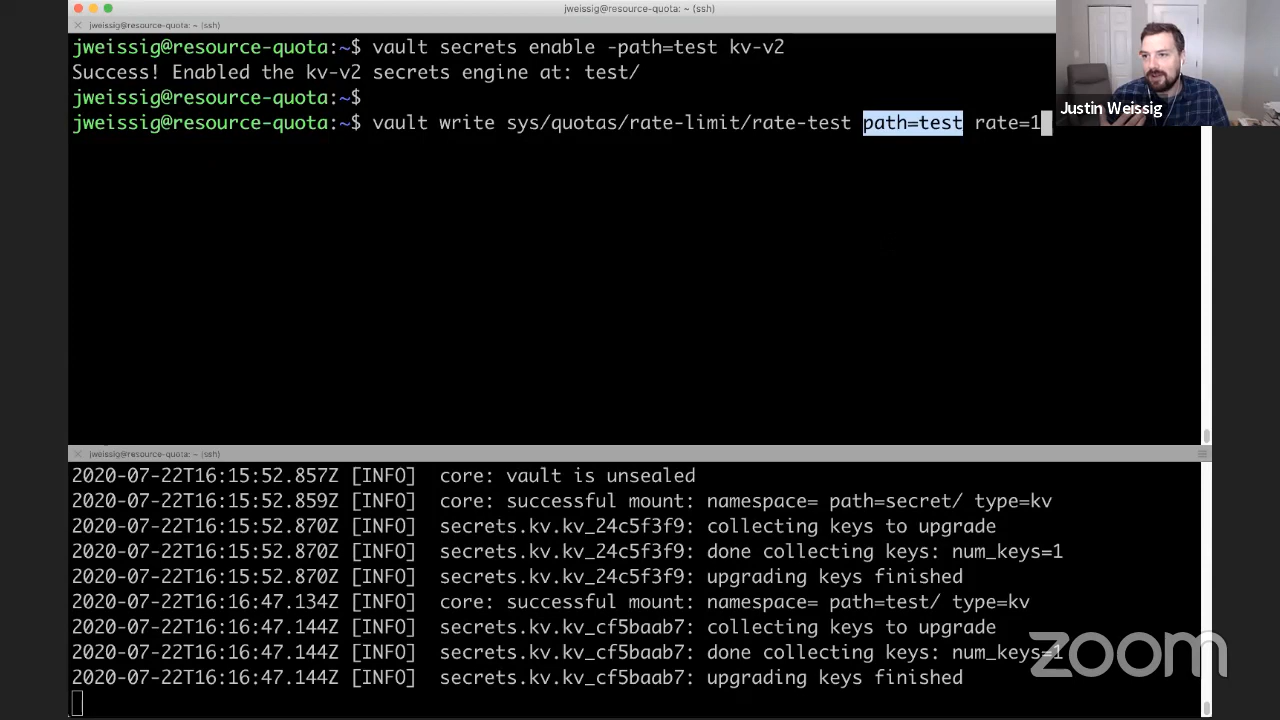 jweissig@resource-quota: ~ (ssh)
jweissig@resource-quota: ~ (ssh)
jweissig@resource-quota:~$ vault secrets enable -path=test kv-v2
Success! Enabled the kv-v2 secrets engine at: test/
jweissig@resource-quota:~$
jweissig@resource-quota:~$ vault write sys/quotas/rate-limit/rate-test path=test rate=1
Justin Weissig
jweissig@resource-quota: ~ (ssh)
2020-07-22T16:15:52.857Z [INFO]  core: vault is unsealed
2020-07-22T16:15:52.859Z [INFO]  core: successful mount: namespace= path=secret/ type=kv
2020-07-22T16:15:52.870Z [INFO]  secrets.kv.kv_24c5f3f9: collecting keys to upgrade
2020-07-22T16:15:52.870Z [INFO]  secrets.kv.kv_24c5f3f9: done collecting keys: num_keys=1
2020-07-22T16:15:52.870Z [INFO]  secrets.kv.kv_24c5f3f9: upgrading keys finished
2020-07-22T16:16:47.134Z [INFO]  core: successful mount: namespace= path=test/ type=kv
2020-07-22T16:16:47.144Z [INFO]  secrets.kv.kv_cf5baab7: collecting keys to upgrade
2020-07-22T16:16:47.144Z [INFO]  secrets.kv.kv_cf5baab7: done collecting keys: num_keys=1
2020-07-22T16:16:47.144Z [INFO]  secrets.kv.kv_cf5baab7: upgrading keys finished
zoom